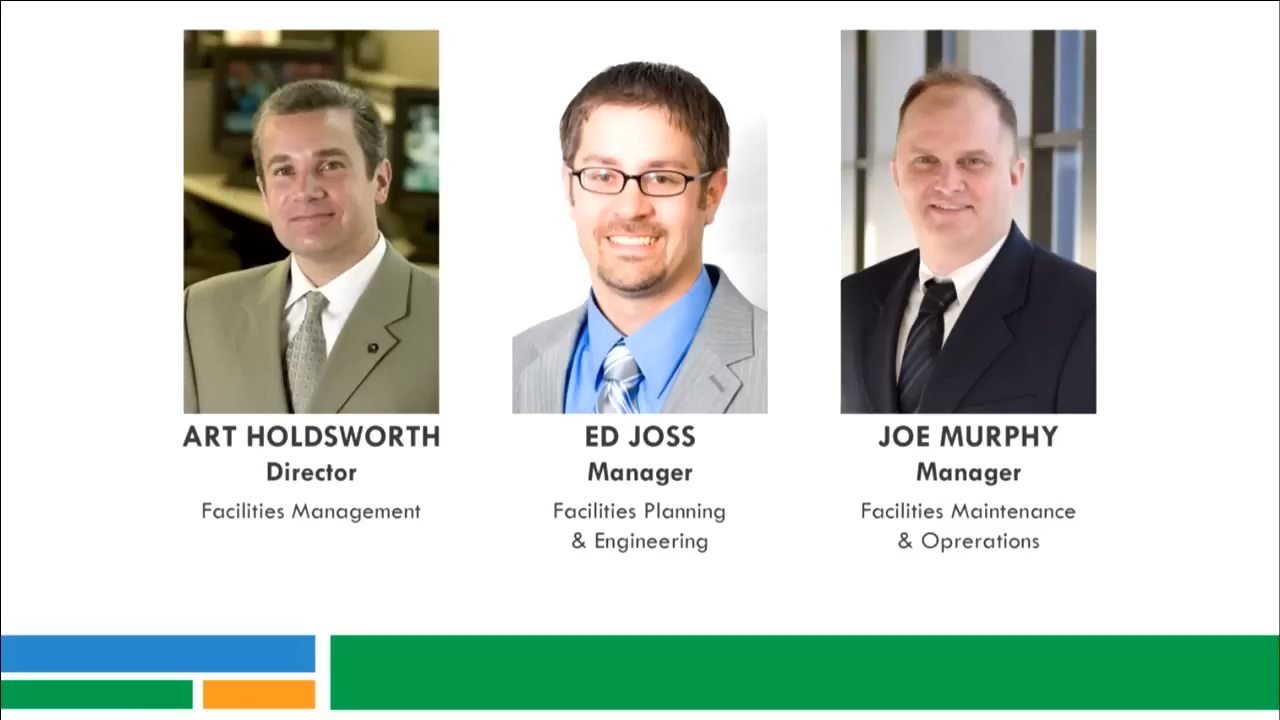 ART HOLDSWORTH
Director
Facilities Management
ED JOSS
Manager
Facilities Planning
& Engineering
JOE MURPHY
Manager
Facilities Maintenance
& Oprerations